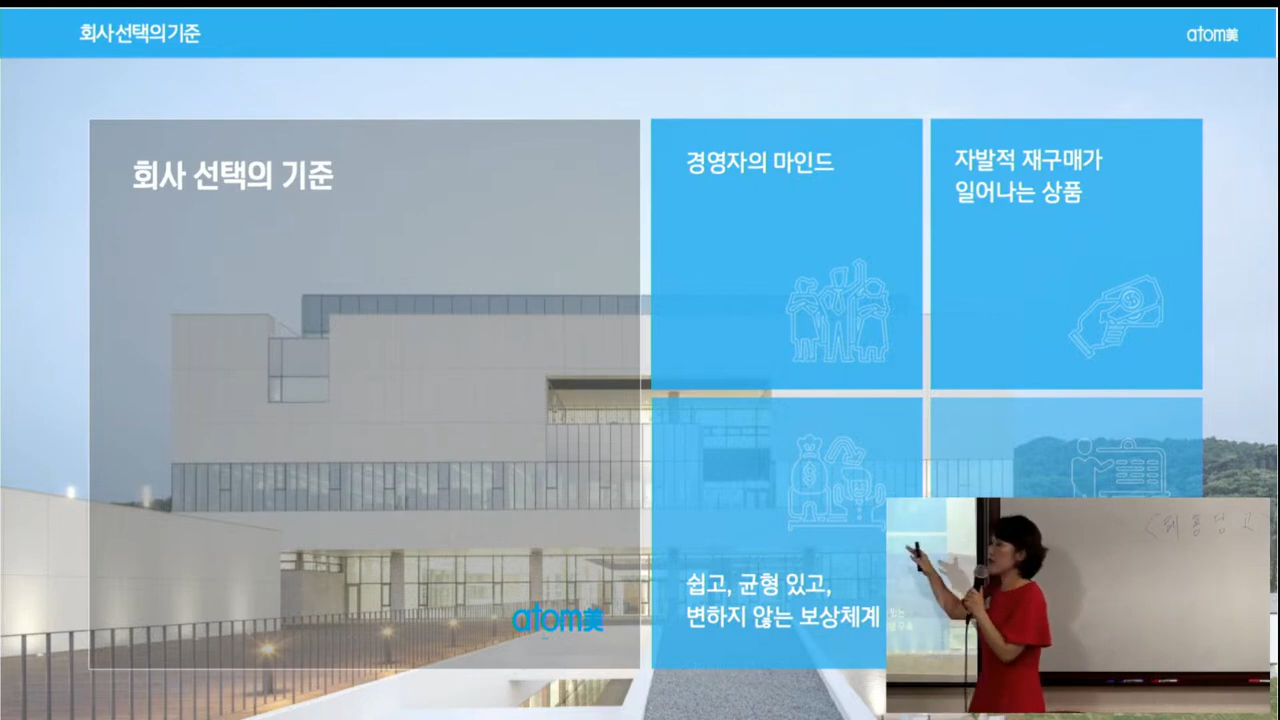 회사 선택의 기준
atom美
회사 선택의 기준
경영자의 마인드
자발적 재구매가
일어나는 상품
쉽고, 균형 있고,
변하지 않는 보상체계
atom美